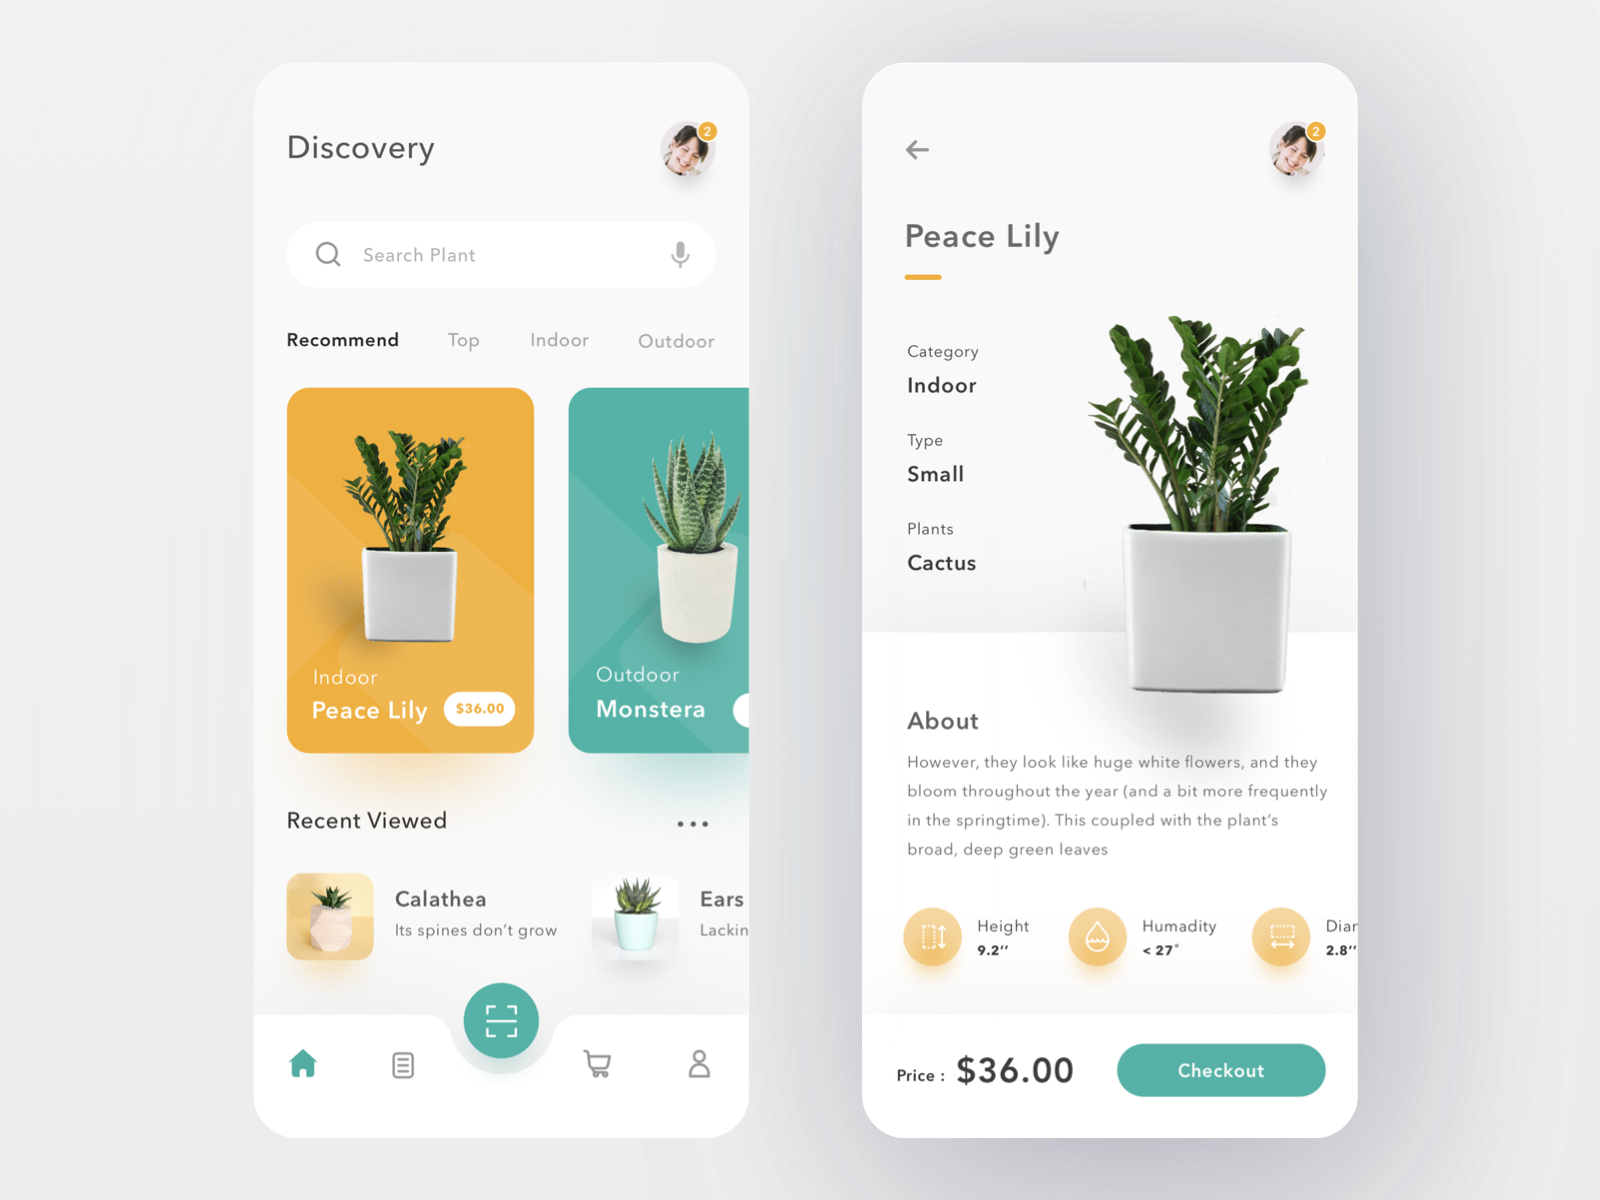 Discovery
2
Search Plant
Recommend Top Indoor Outdoor
Indoor
Peace Lily $36.00
Outdoor
Monstera
Recent Viewed
Calathea
Its spines don’t grow
Ears
Lackin
2
Peace Lily
Category
Indoor
Type
Small
Plants
Cactus
About
However, they look like huge white flowers, and they
bloom throughout the year (and a bit more frequently
in the springtime). This coupled with the plant’s
broad, deep green leaves
Height
9.2’’
Humadity
< 27°
Diar
2.8’’
Price : $36.00
Checkout